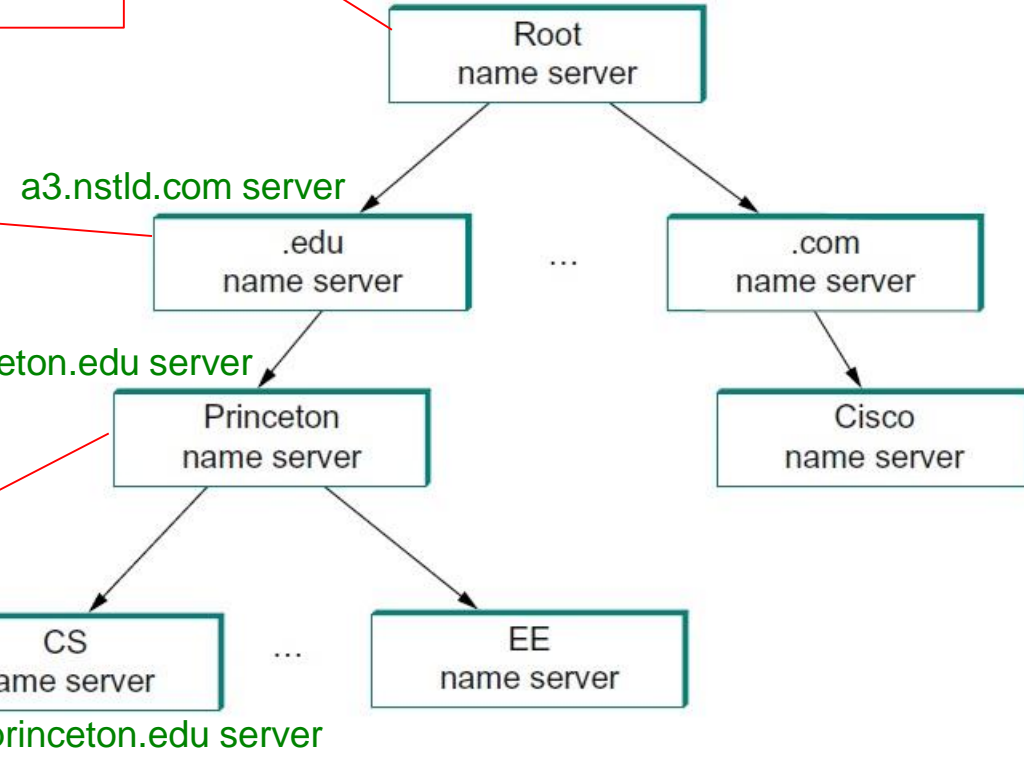 Root
name server
a3.nstld.com server
.edu
name server
...
.com
name server
eton.edu server
Princeton
name server
Cisco
name server
CS
ame server
...
EE
name server
princeton.edu server